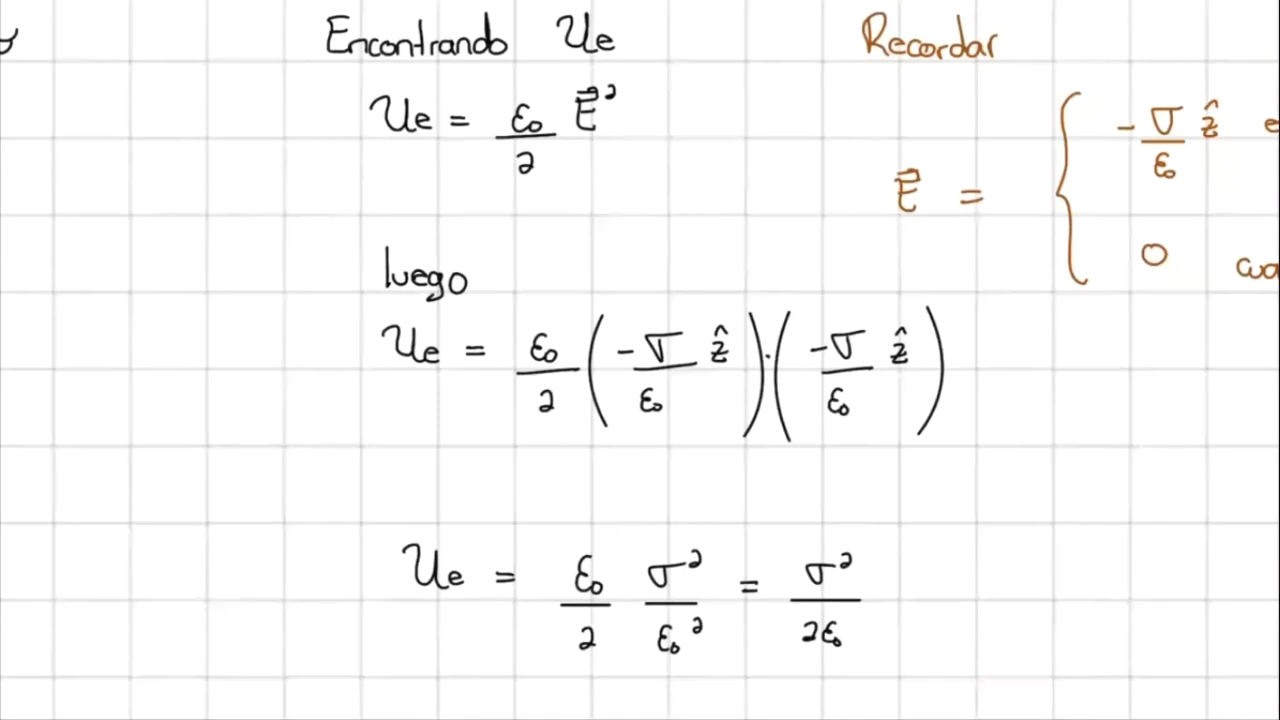 Encontrando Ue
Ue = ε₀/2 E⃗²
luego
Ue = ε₀/2 (-σ/ε₀ ẑ)·(-σ/ε₀ ẑ)
Ue = ε₀/2 σ²/ε₀² = σ²/2ε₀
Recordar
E⃗ = { -σ/ε₀ ẑ
0